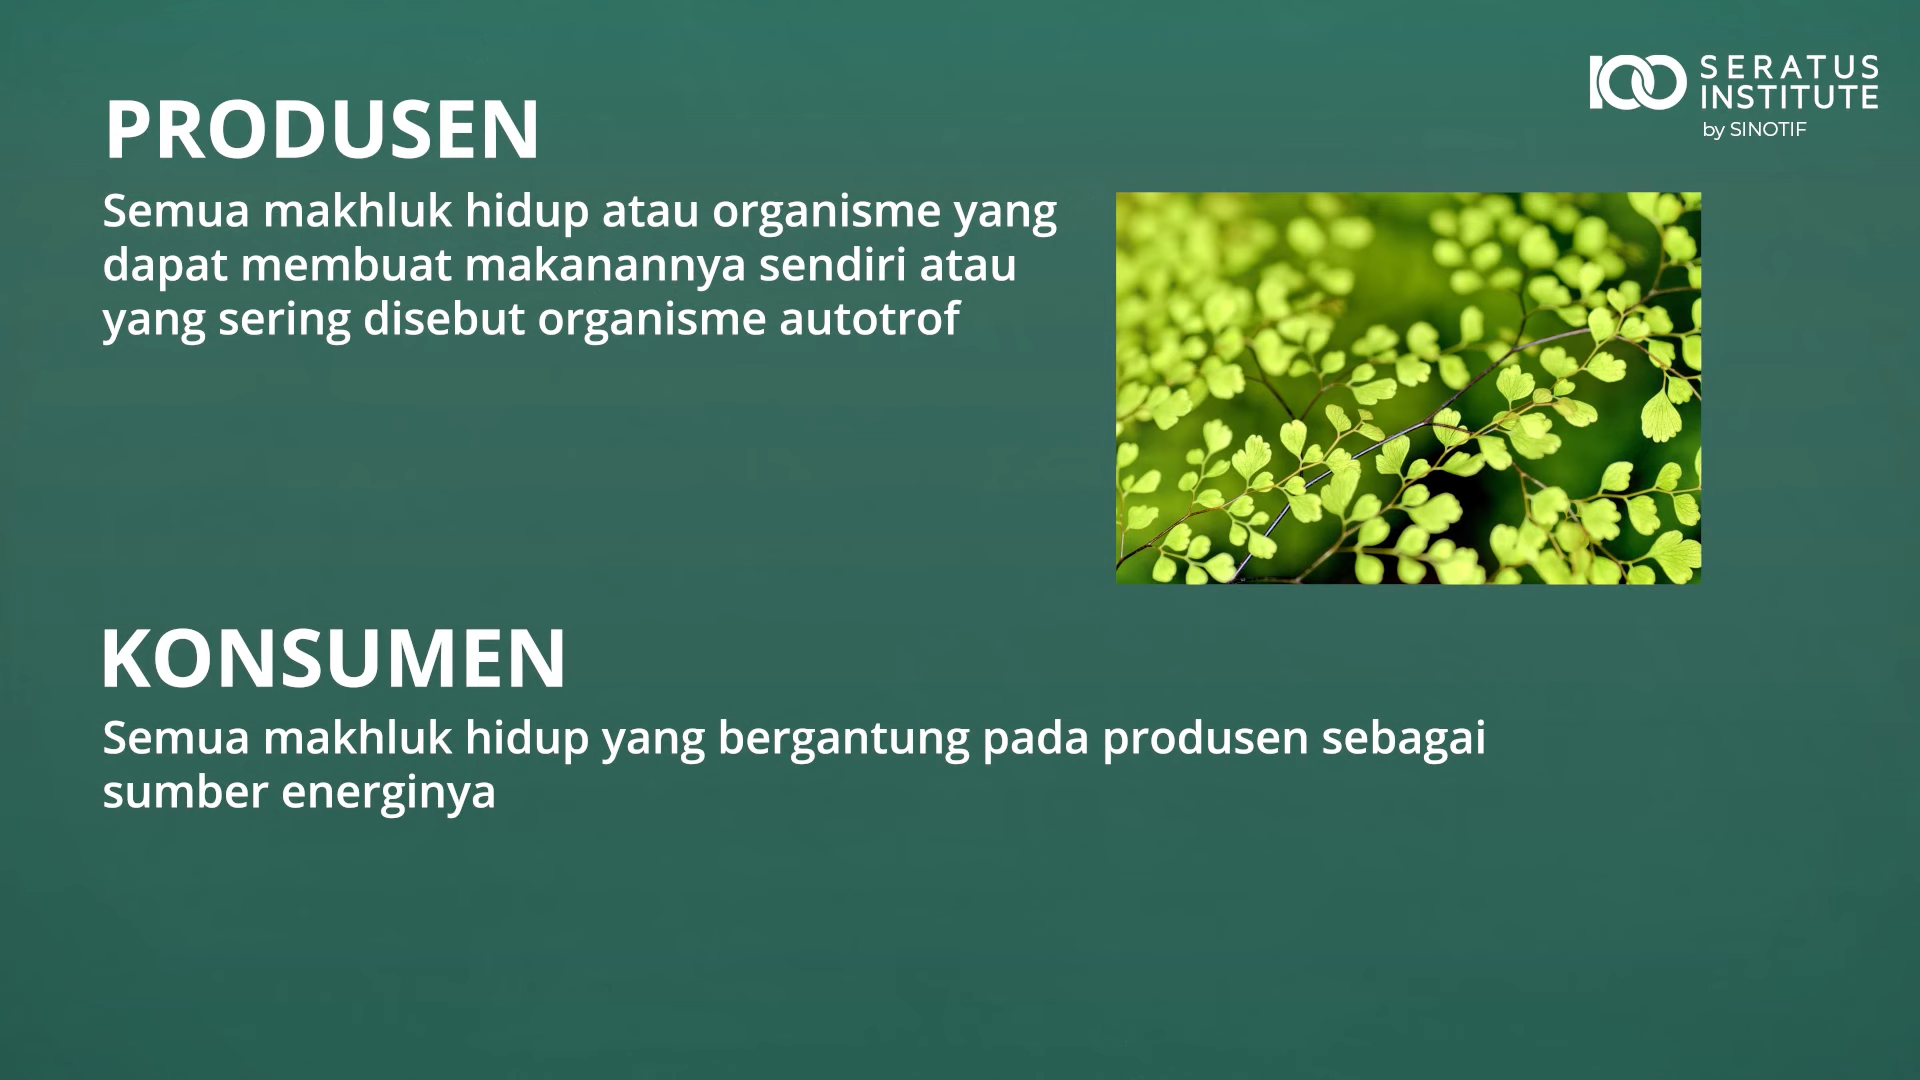 100 SERATUS
INSTITUTE
by SINOTIF
PRODUSEN
Semua makhluk hidup atau organisme yang
dapat membuat makanannya sendiri atau
yang sering disebut organisme autotrof
KONSUMEN
Semua makhluk hidup yang bergantung pada produsen sebagai
sumber energinya